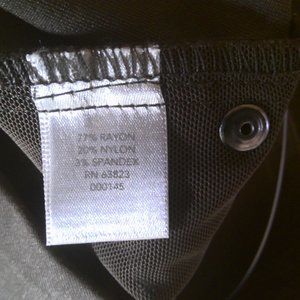 77% RAYON
20% NYLON
3% SPANDEX
RN 63823
000145